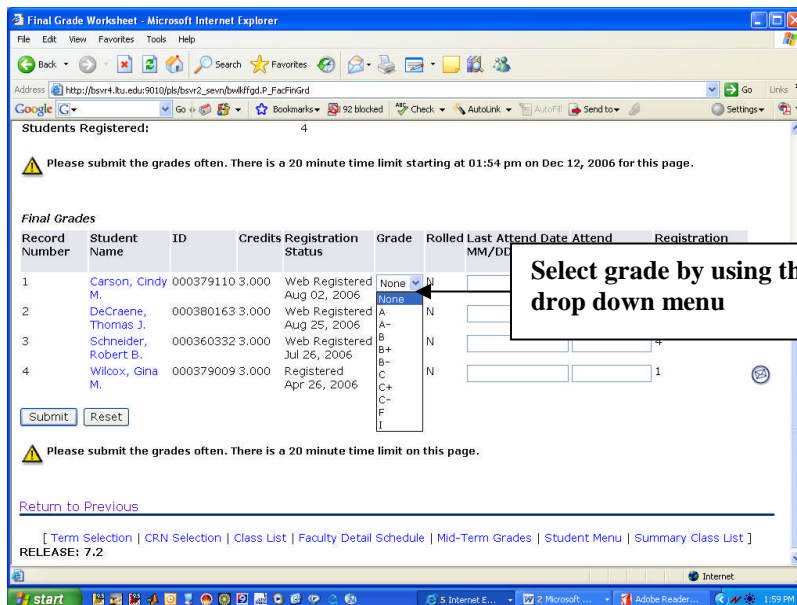 Final Grade Worksheet - Microsoft Internet Explorer
File Edit View Favorites Tools Help
Back Search Favorites
Address http://bsvr4.ltu.edu:9010/pls/bsvr2_sevn/bwlkffgd.P_FacFinGrd Go Links
Google G Go Bookmarks 92 blocked Check AutoLink AutoFill Send to Settings
Students Registered: 4
Please submit the grades often. There is a 20 minute time limit starting at 01:54 pm on Dec 12, 2006 for this page.
Final Grades
Record Student ID Credits Registration Grade Rolled Last Attend Date Attend Registration
Number Name Status MM/DD
Select grade by using th
drop down menu
1 Carson, Cindy 000379110 3.000 Web Registered None N
M. Aug 02, 2006
2 DeCraene, 000380163 3.000 Web Registered N
Thomas J. Aug 25, 2006
3 Schneider, 000360332 3.000 Web Registered N 4
Robert B. Jul 26, 2006
4 Wilcox, Gina 000379009 3.000 Registered N 1
M. Apr 26, 2006
None
A
A-
B
B+
B-
C
C+
C-
F
I
Submit Reset
Please submit the grades often. There is a 20 minute time limit on this page.
Return to Previous
[ Term Selection | CRN Selection | Class List | Faculty Detail Schedule | Mid-Term Grades | Student Menu | Summary Class List ]
RELEASE: 7.2
Internet
start 5 Internet E... 2 Microsoft ... Adobe Reader... 1:59 PM